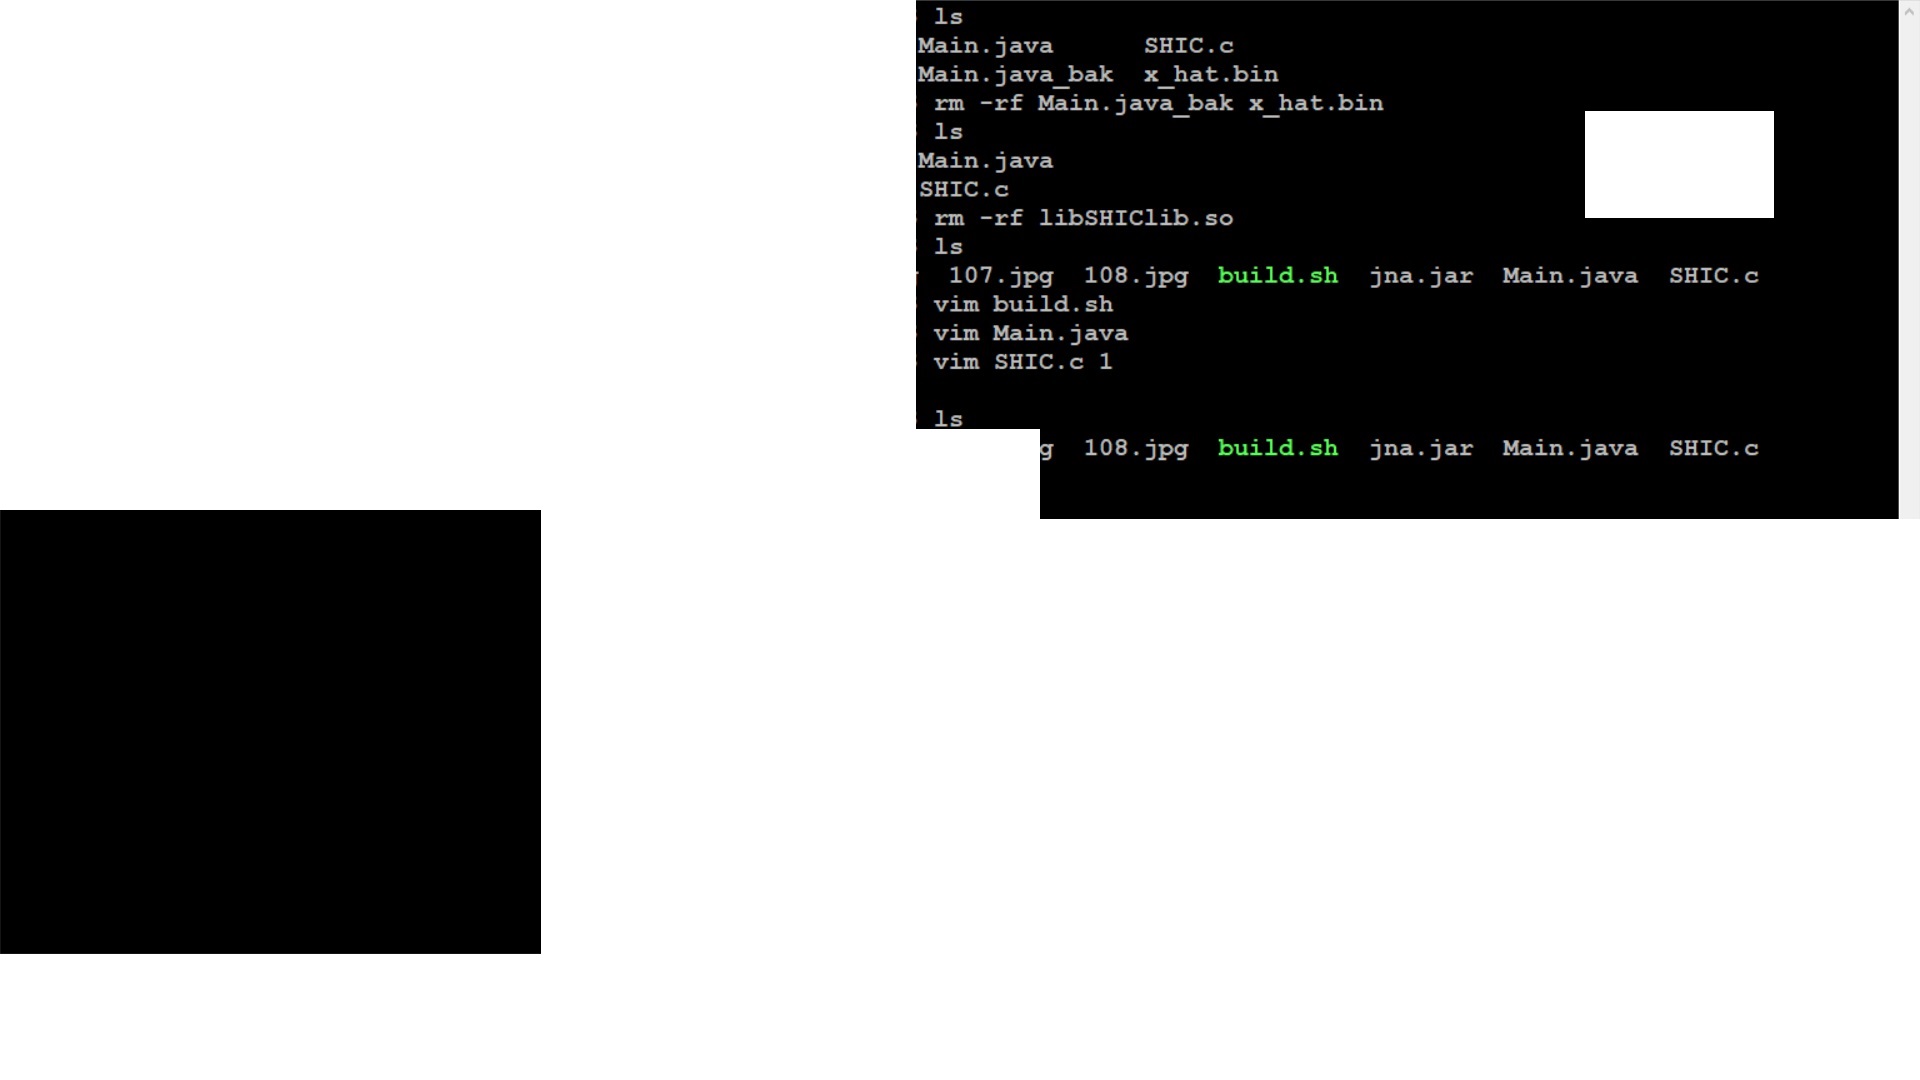 ls
Main.java SHIC.c
Main.java_bak x_hat.bin
rm -rf Main.java_bak x_hat.bin
ls
Main.java
SHIC.c
rm -rf libSHIClib.so
ls
107.jpg 108.jpg build.sh jna.jar Main.java SHIC.c
vim build.sh
vim Main.java
vim SHIC.c 1
ls
g 108.jpg build.sh jna.jar Main.java SHIC.c